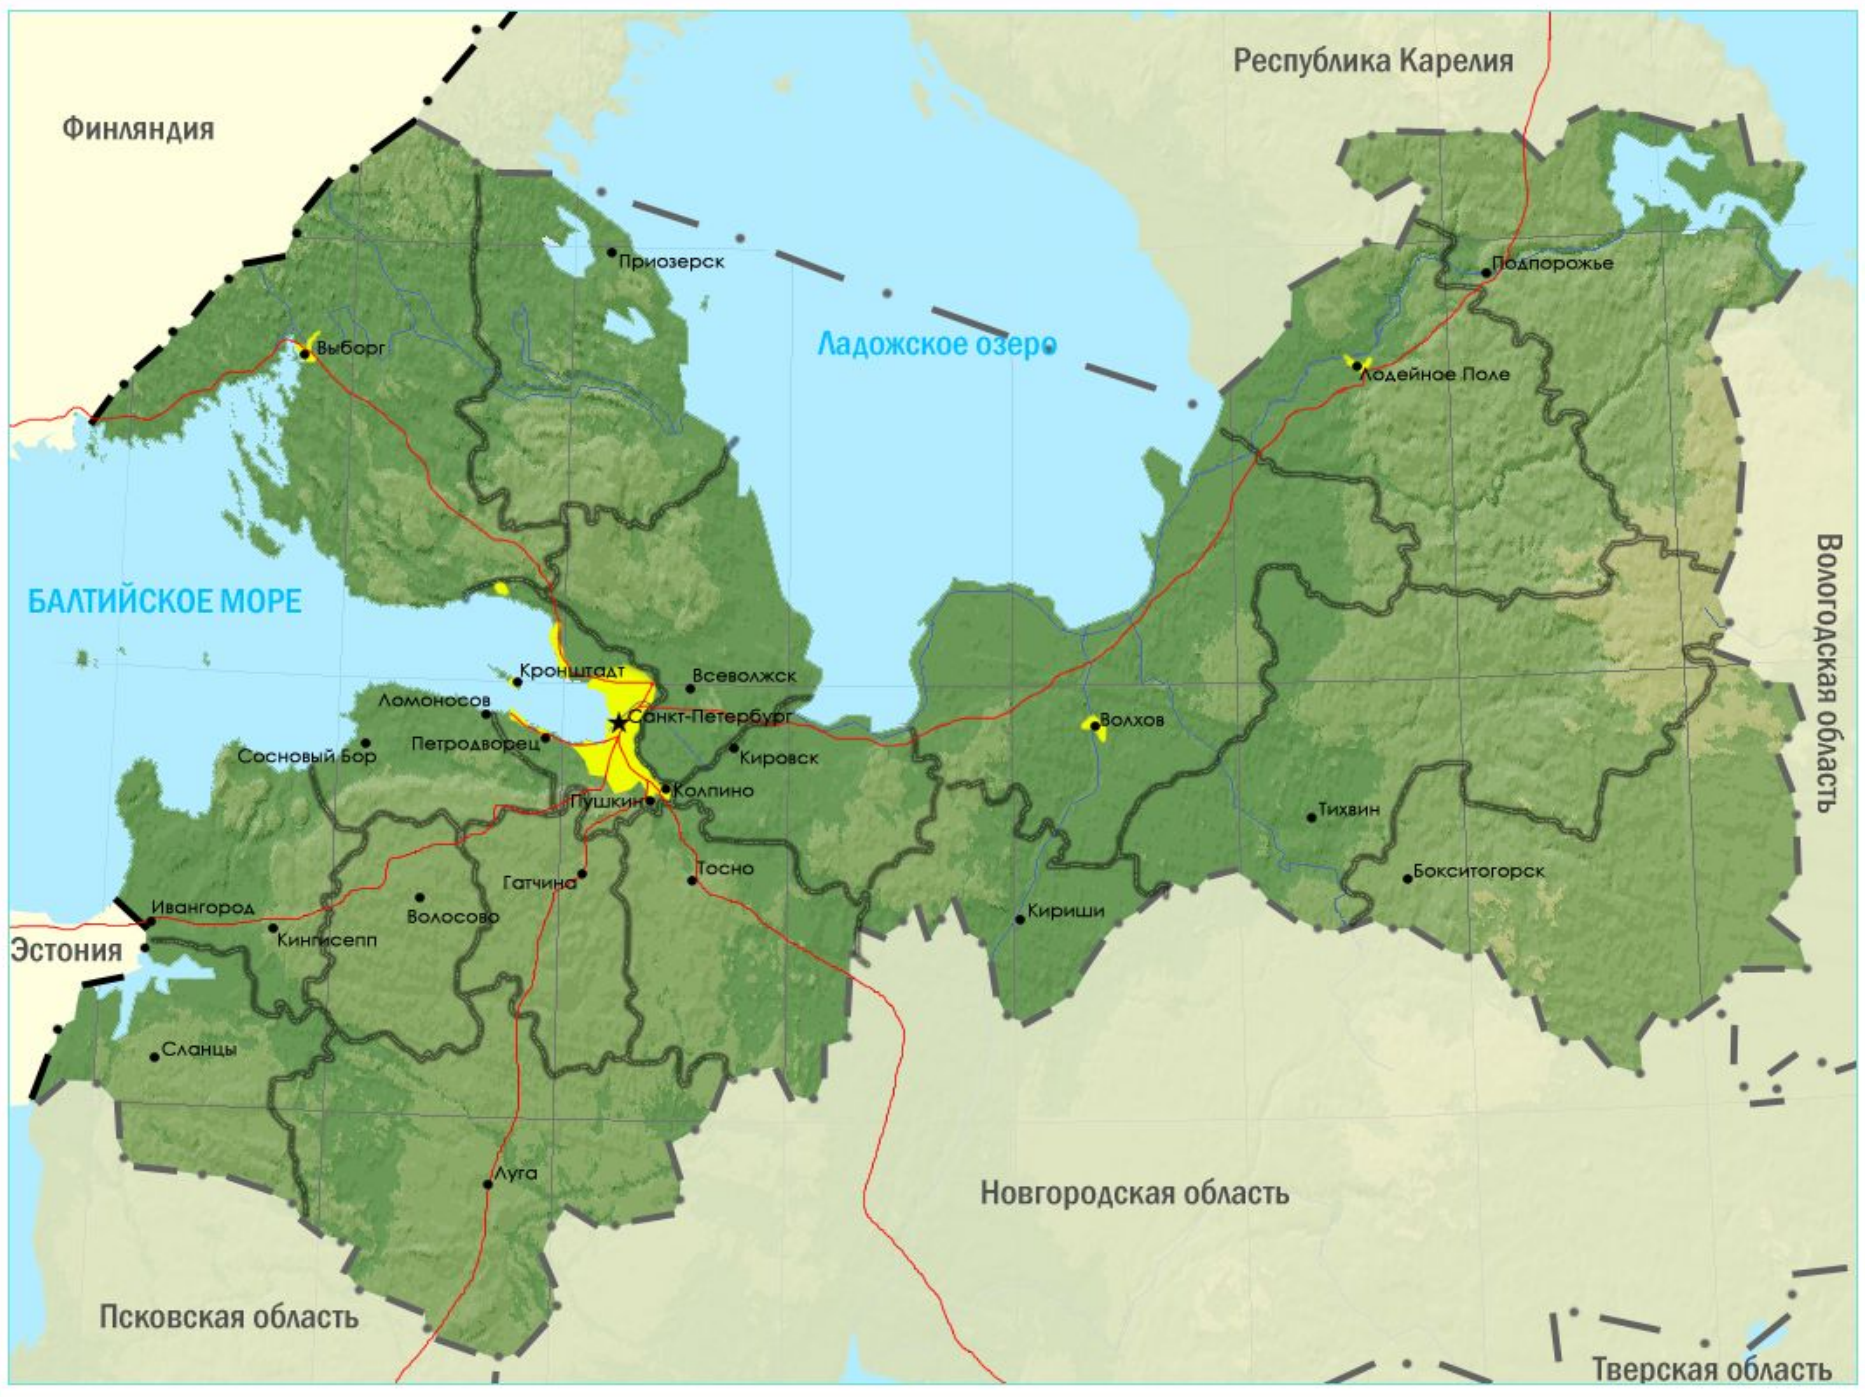 Республика Карелия
Финляндия
Приозерск
Подпорожье
Выборг
Ладожское озеро
Лодейное Поле
БАЛТИЙСКОЕ МОРЕ
Вологодская область
Кронштадт
Всеволжск
Ломоносов
Санкт-Петербург
Волхов
Петродворец
Сосновый Бор
Кировск
Колпино
Пушкин
Тихвин
Тосно
Бокситогорск
Гатчина
Ивангород
Волосово
Кириши
Кингисепп
Эстония
Сланцы
Луга
Новгородская область
Псковская область
Тверская область